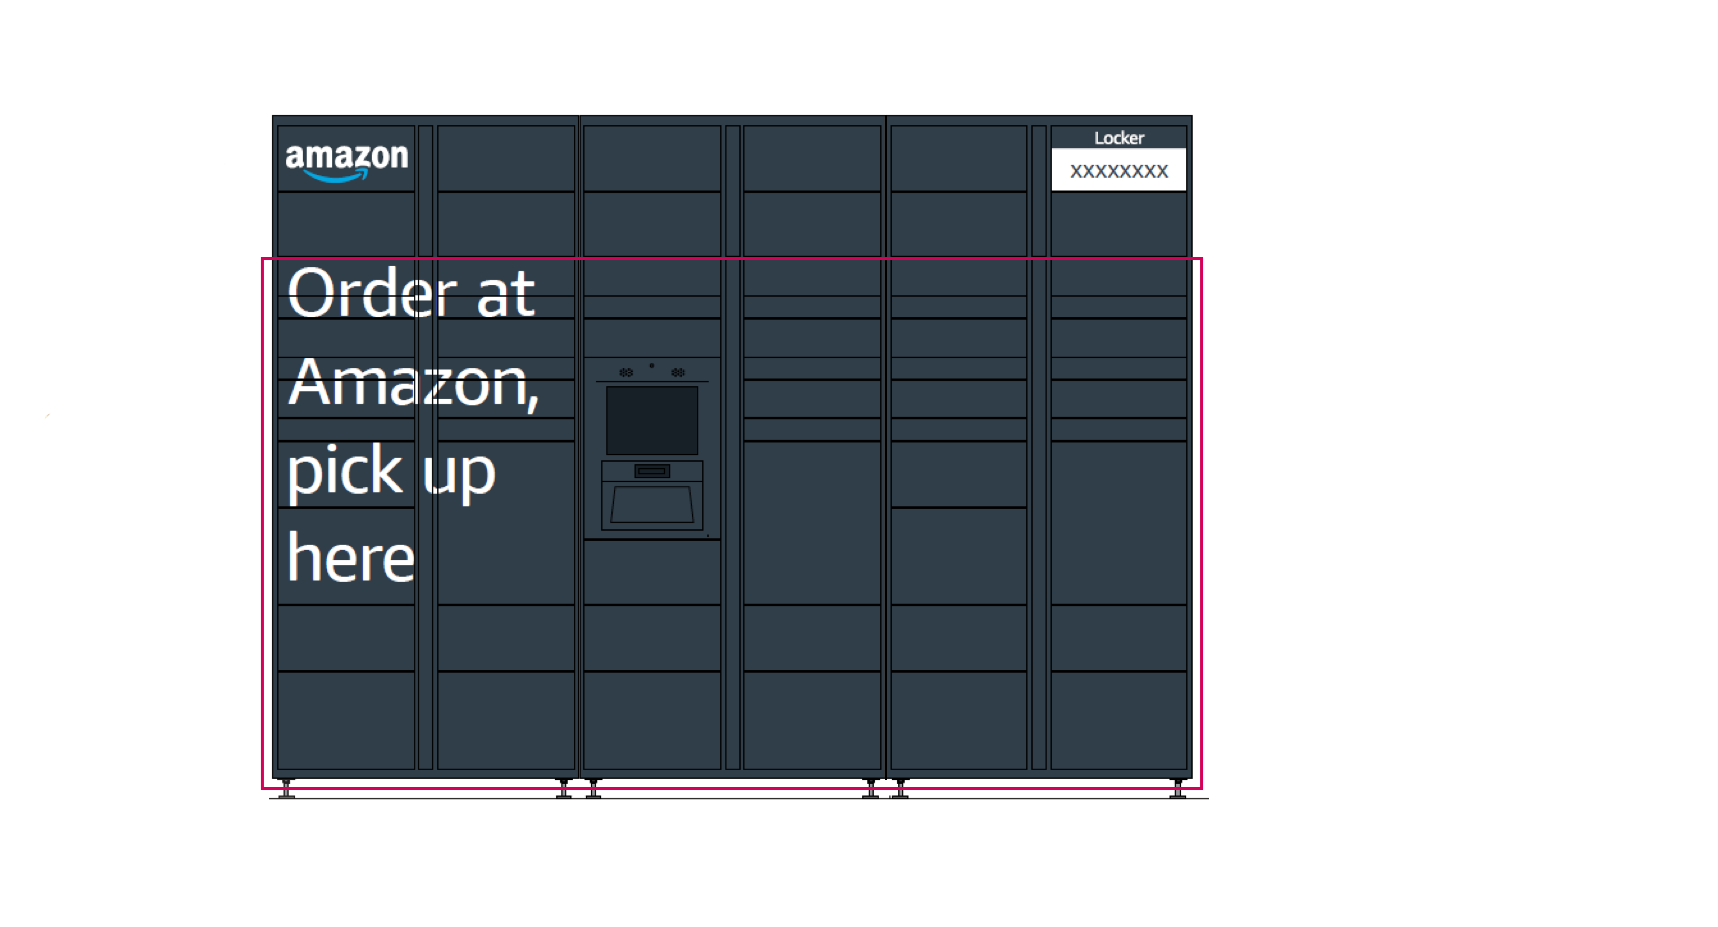 amazon
Locker
XXXXXXXX
Order at
Amazon,
pick up
here